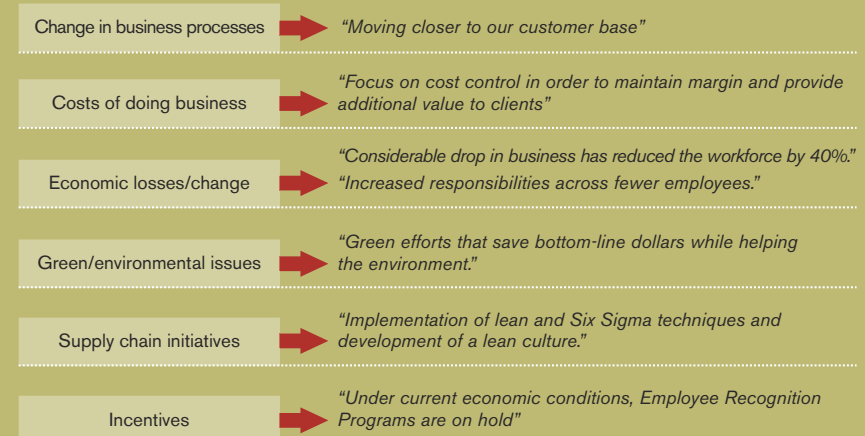 Change in business processes
“Moving closer to our customer base”
Costs of doing business
“Focus on cost control in order to maintain margin and provide
additional value to clients”
Economic losses/change
“Considerable drop in business has reduced the workforce by 40%.”
“Increased responsibilities across fewer employees.”
Green/environmental issues
“Green efforts that save bottom-line dollars while helping
the environment.”
Supply chain initiatives
“Implementation of lean and Six Sigma techniques and
development of a lean culture.”
Incentives
“Under current economic conditions, Employee Recognition
Programs are on hold”